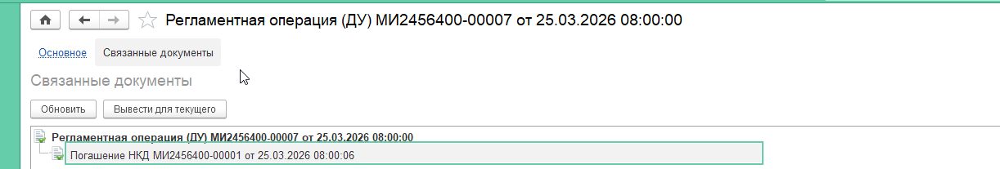 Регламентная операция (ДУ) МИ2456400-00007 от 25.03.2026 08:00:00
Основное Связанные документы
Связанные документы
Обновить Вывести для текущего
Регламентная операция (ДУ) МИ2456400-00007 от 25.03.2026 08:00:00
Погашение НКД МИ2456400-00001 от 25.03.2026 08:00:06